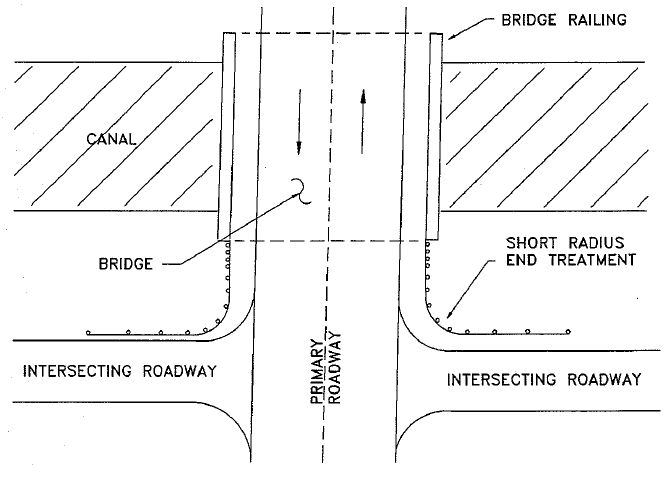 BRIDGE RAILING
CANAL
BRIDGE
SHORT RADIUS
END TREATMENT
PRIMARY
ROADWAY
INTERSECTING ROADWAY
INTERSECTING ROADWAY